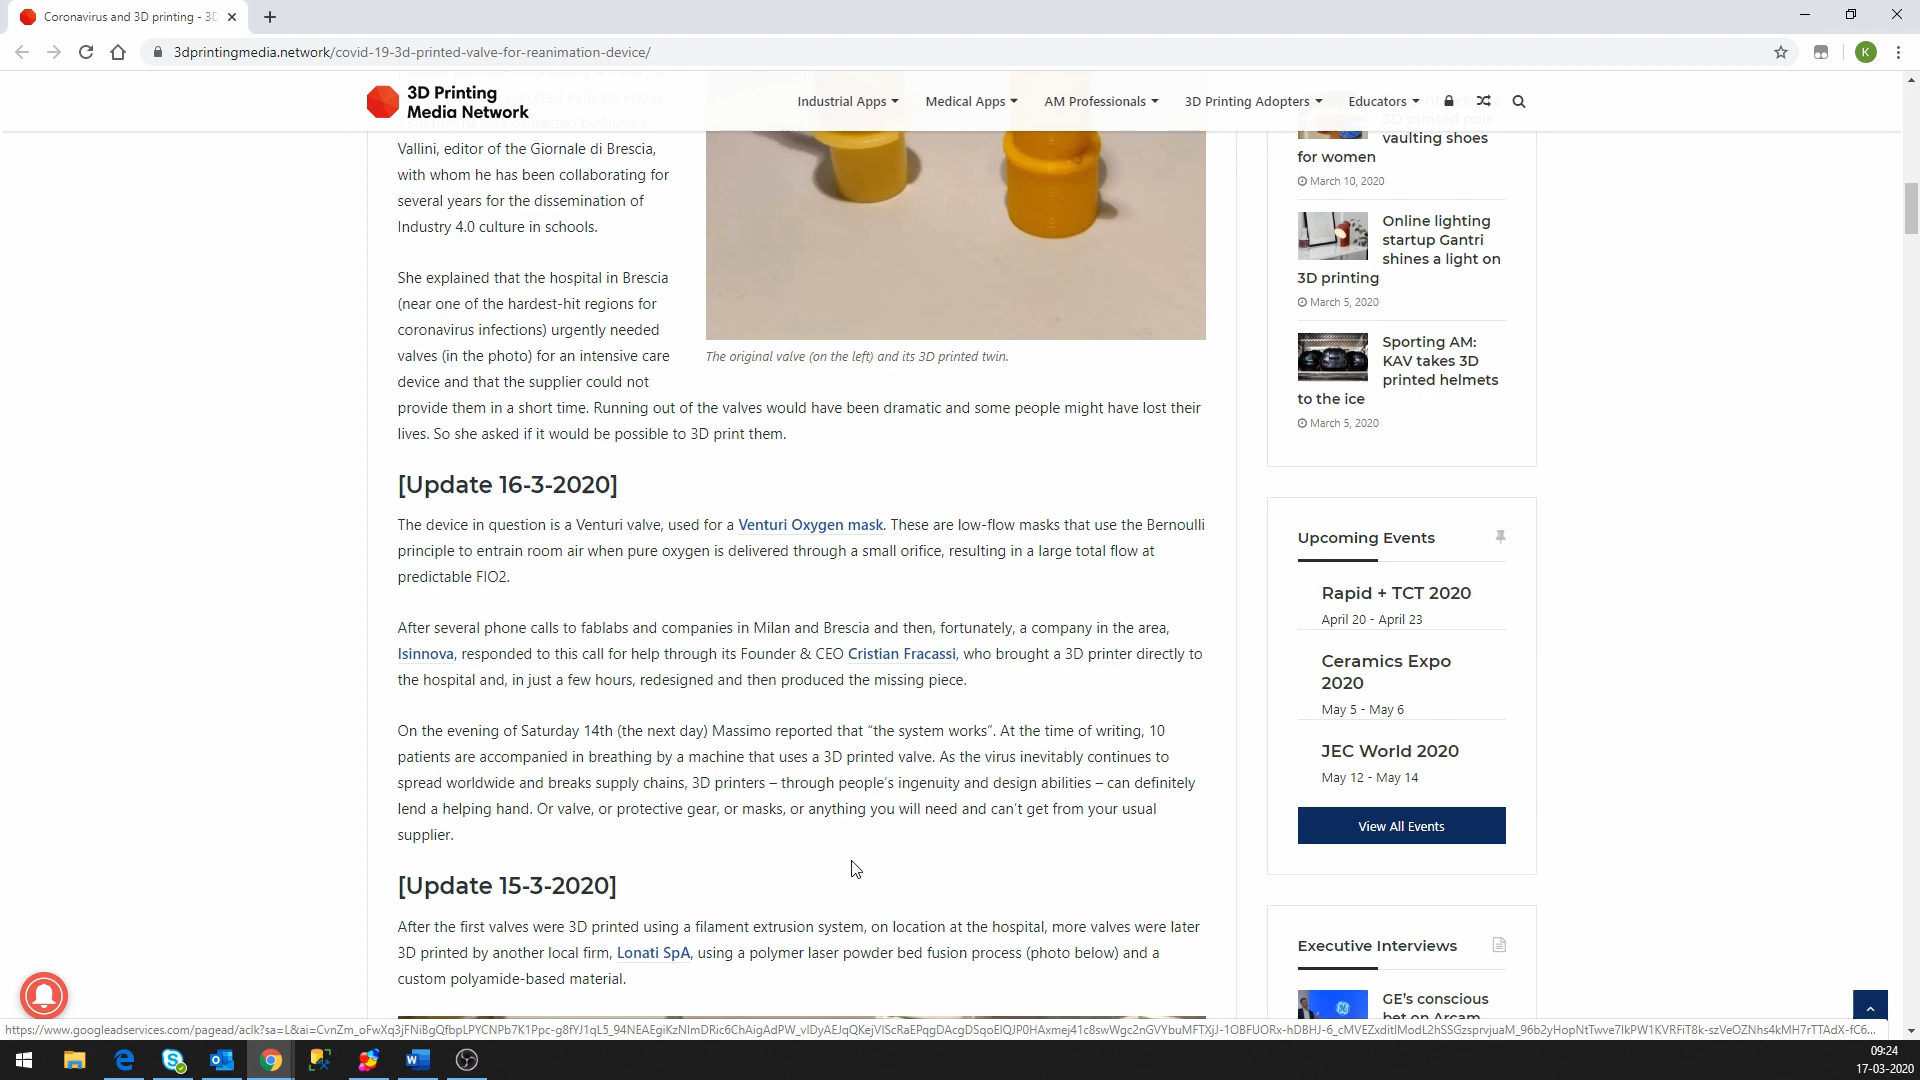 Coronavirus and 3D printing - 3D
3dprintingmedia.network/covid-19-3d-printed-valve-for-reanimation-device/
K
3D Printing
Media Network
Industrial Apps
Medical Apps
AM Professionals
3D Printing Adopters
Educators
Vallini, editor of the Giornale di Brescia,
with whom he has been collaborating for
several years for the dissemination of
Industry 4.0 culture in schools.
She explained that the hospital in Brescia
(near one of the hardest-hit regions for
coronavirus infections) urgently needed
valves (in the photo) for an intensive care
device and that the supplier could not
provide them in a short time. Running out of the valves would have been dramatic and some people might have lost their
lives. So she asked if it would be possible to 3D print them.
The original valve (on the left) and its 3D printed twin.
[Update 16-3-2020]
The device in question is a Venturi valve, used for a Venturi Oxygen mask. These are low-flow masks that use the Bernoulli
principle to entrain room air when pure oxygen is delivered through a small orifice, resulting in a large total flow at
predictable FIO2.
After several phone calls to fablabs and companies in Milan and Brescia and then, fortunately, a company in the area,
Isinnova, responded to this call for help through its Founder & CEO Cristian Fracassi, who brought a 3D printer directly to
the hospital and, in just a few hours, redesigned and then produced the missing piece.
On the evening of Saturday 14th (the next day) Massimo reported that “the system works”. At the time of writing, 10
patients are accompanied in breathing by a machine that uses a 3D printed valve. As the virus inevitably continues to
spread worldwide and breaks supply chains, 3D printers – through people’s ingenuity and design abilities – can definitely
lend a helping hand. Or valve, or protective gear, or masks, or anything you will need and can’t get from your usual
supplier.
[Update 15-3-2020]
After the first valves were 3D printed using a filament extrusion system, on location at the hospital, more valves were later
3D printed by another local firm, Lonati SpA, using a polymer laser powder bed fusion process (photo below) and a
custom polyamide-based material.
3D printed pole
vaulting shoes
for women
March 10, 2020
Online lighting
startup Gantri
shines a light on
3D printing
March 5, 2020
Sporting AM:
KAV takes 3D
printed helmets
to the ice
March 5, 2020
Upcoming Events
Rapid + TCT 2020
April 20 - April 23
Ceramics Expo
2020
May 5 - May 6
JEC World 2020
May 12 - May 14
View All Events
Executive Interviews
GE’s conscious
bet on Arcam
09:24
17-03-2020